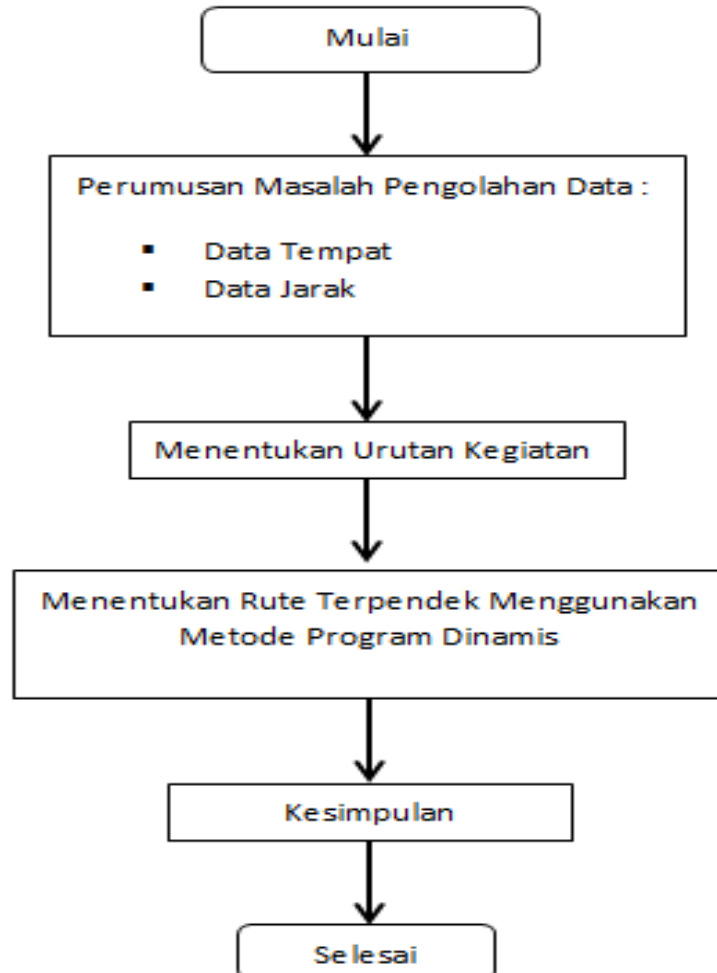 Mulai
Perumusan Masalah Pengolahan Data :
▪ Data Tempat
▪ Data Jarak
Menentukan Urutan Kegiatan
Menentukan Rute Terpendek Menggunakan
Metode Program Dinamis
Kesimpulan
Selesai